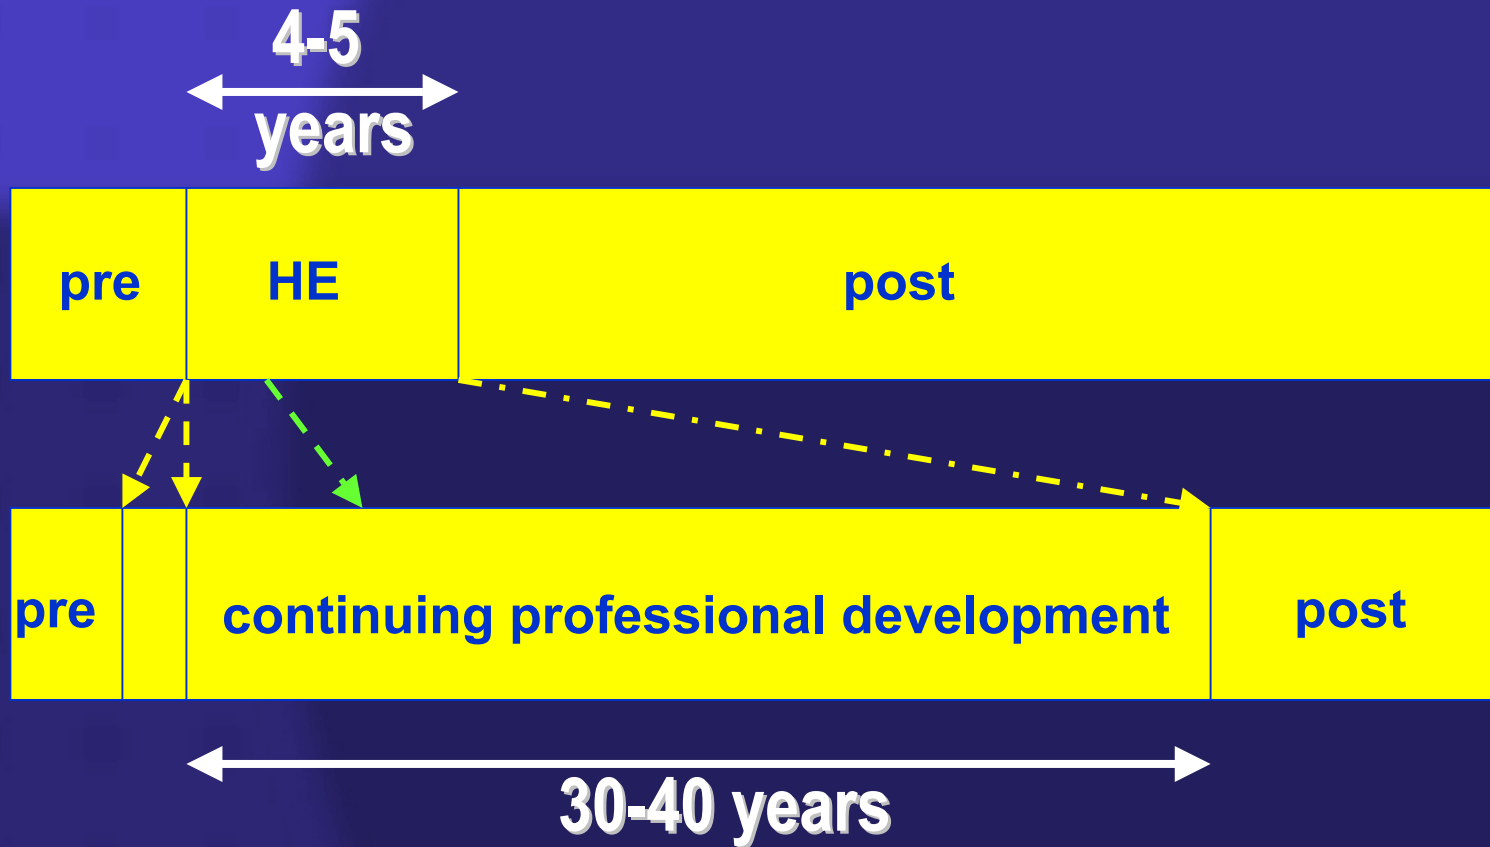 4-5
years
pre HE post
pre continuing professional development post
30-40 years